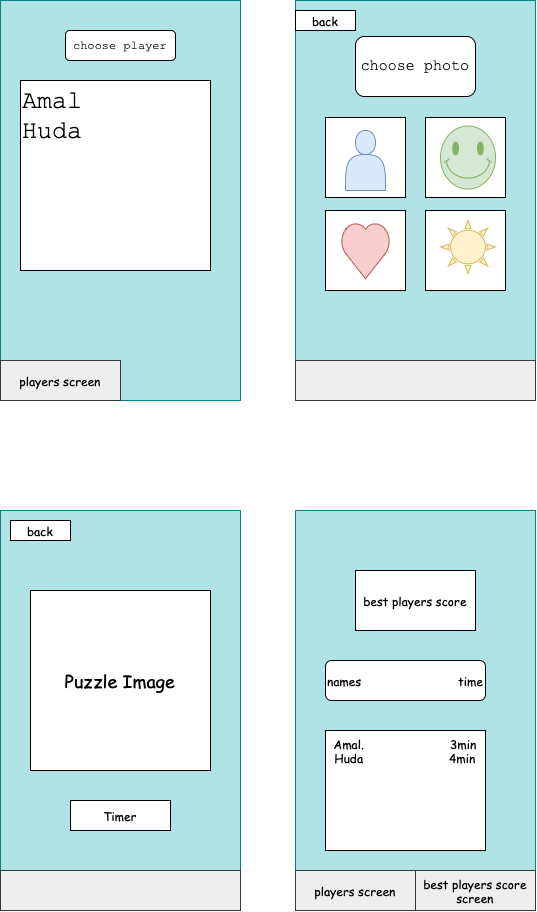 choose player
Amal
Huda
players screen
back
choose photo
back
Puzzle Image
Timer
best players score
names time
Amal. 3min
Huda 4min
players screen
best players score
screen